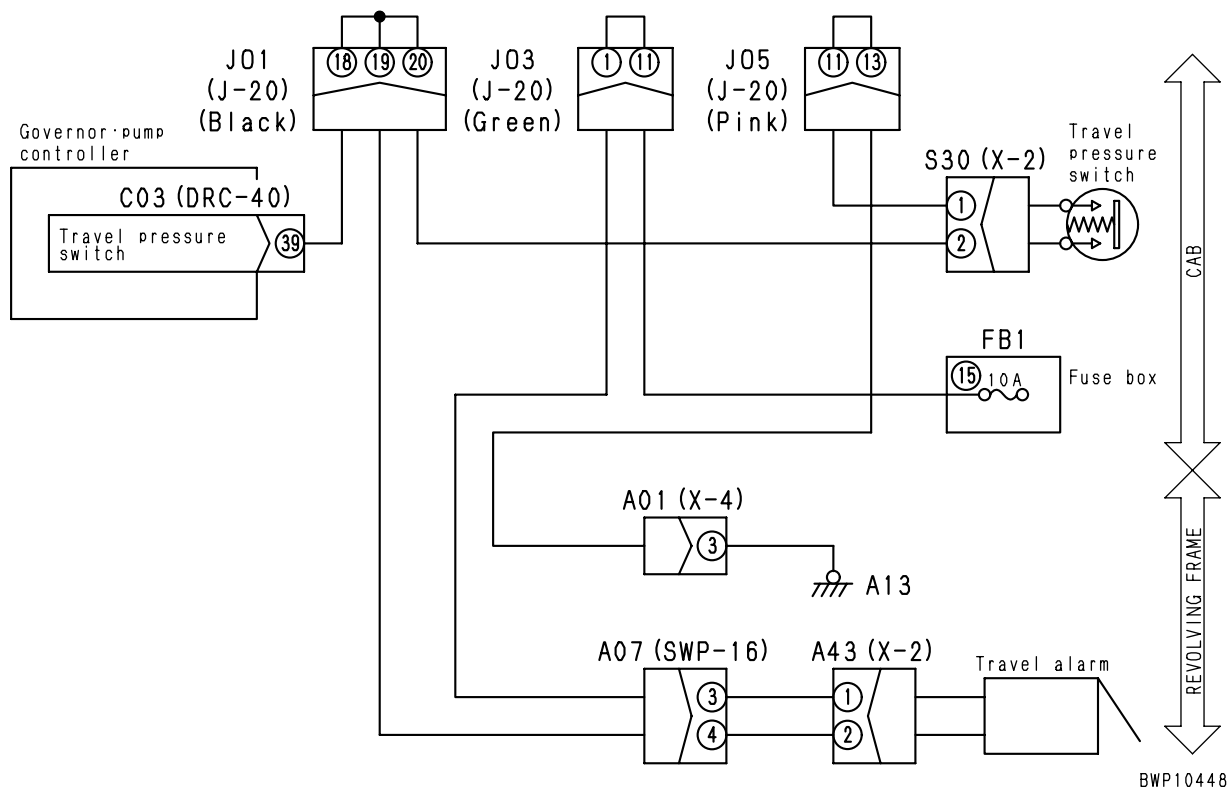 18 19 20
1 11
11 13
J01
(J-20)
(Black)
J03
(J-20)
(Green)
J05
(J-20)
(Pink)
Governor·pump
controller
C03 (DRC-40)
Travel pressure
switch
39
S30 (X-2)
1
2
Travel
pressure
switch
CAB
FB1
15 10A
Fuse box
A01 (X-4)
3
A13
REVOLVING FRAME
A07 (SWP-16)
3
4
A43 (X-2)
1
2
Travel alarm
BWP10448